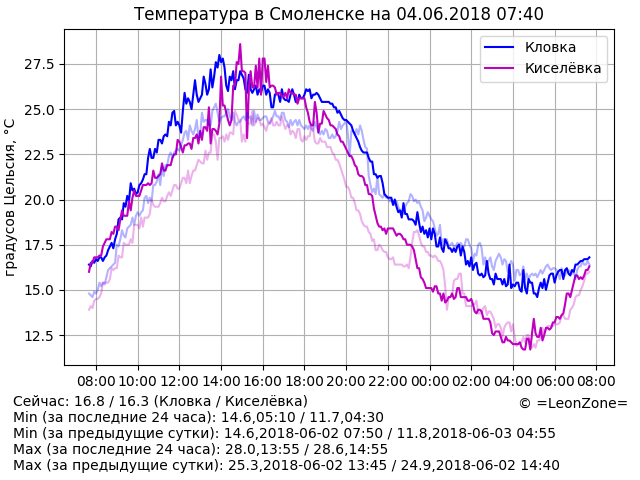 Температура в Смоленске на 04.06.2018 07:40
Кловка
Киселёвка
градусов Цельсия, °C
27.5
25.0
22.5
20.0
17.5
15.0
12.5
08:00 10:00 12:00 14:00 16:00 18:00 20:00 22:00 00:00 02:00 04:00 06:00 08:00
Сейчас: 16.8 / 16.3 (Кловка / Киселёвка)
© =LeonZone=
Min (за последние 24 часа): 14.6,05:10 / 11.7,04:30
Min (за предыдущие сутки): 14.6,2018-06-02 07:50 / 11.8,2018-06-03 04:55
Max (за последние 24 часа): 28.0,13:55 / 28.6,14:55
Max (за предыдущие сутки): 25.3,2018-06-02 13:45 / 24.9,2018-06-02 14:40